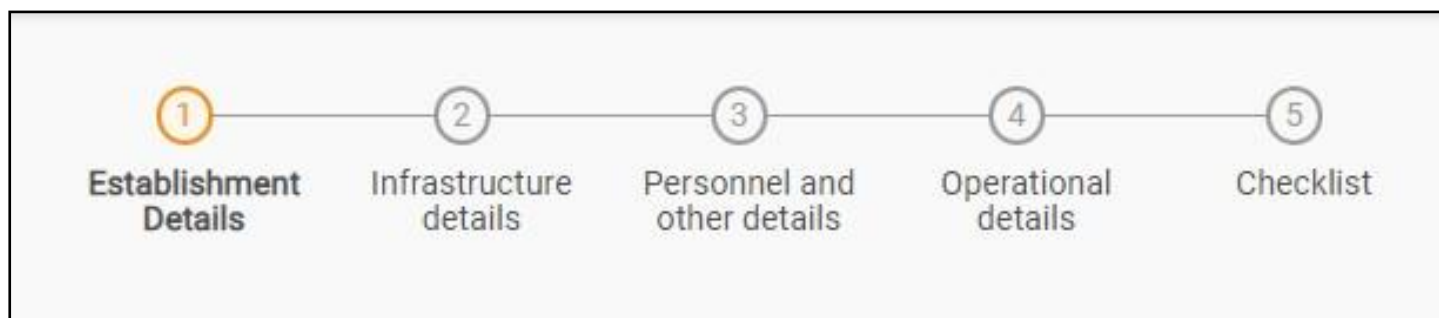 1
2
3
4
5
Establishment
Details
Infrastructure
details
Personnel and
other details
Operational
details
Checklist